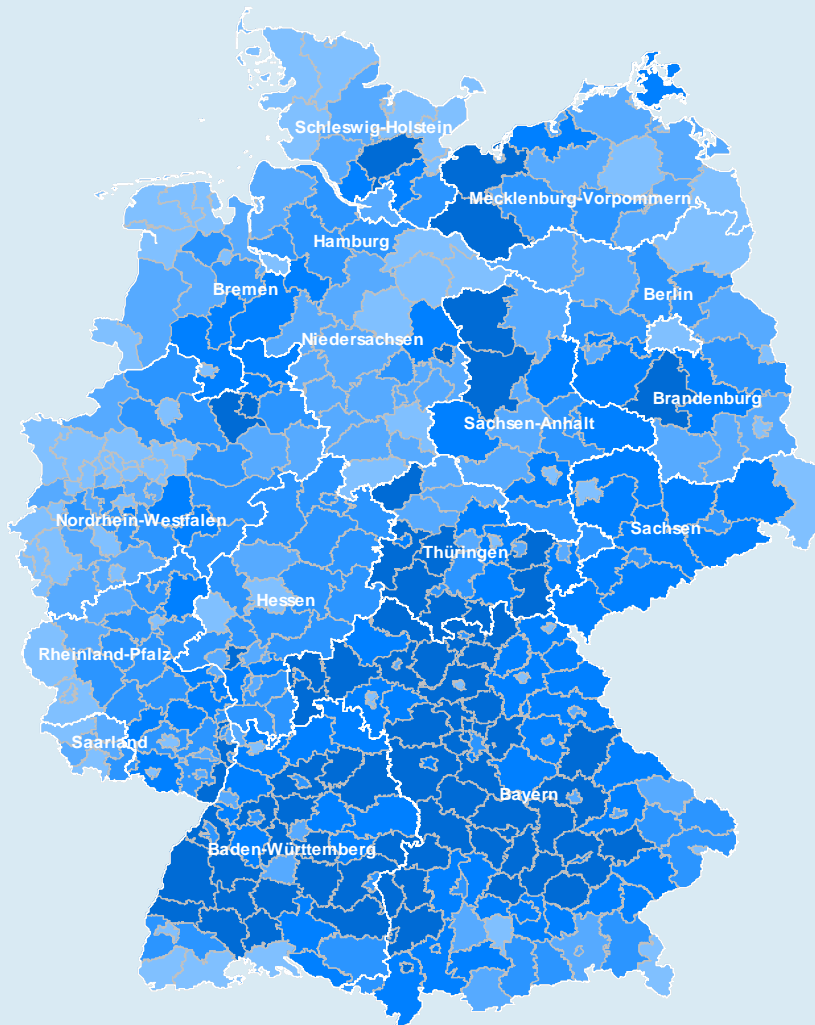 Schleswig-Holstein
Mecklenburg-Vorpommern
Hamburg
Bremen
Berlin
Niedersachsen
Brandenburg
Sachsen-Anhalt
Nordrhein-Westfalen
Sachsen
Thüringen
Hessen
Rheinland-Pfalz
Saarland
Bayern
Baden-Württemberg